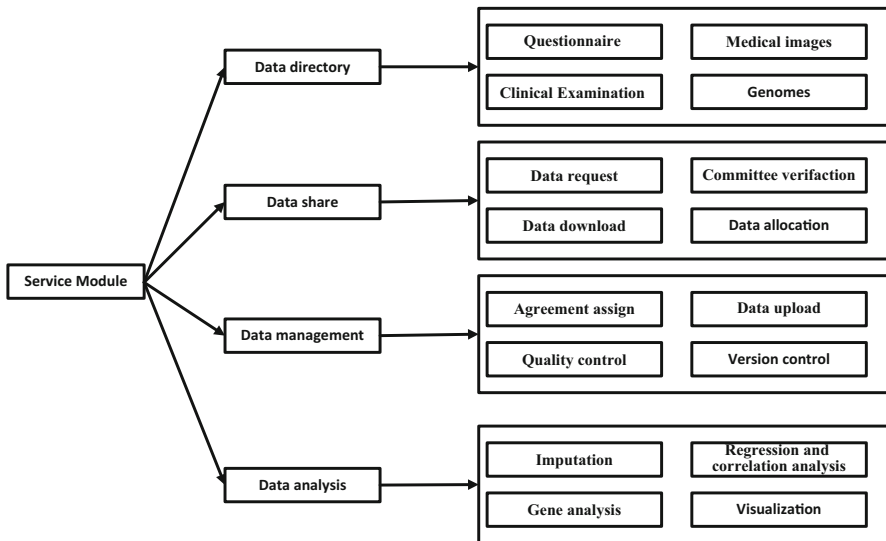 Questionnaire
Medical images
Data directory
Clinical Examination
Genomes
Data request
Committee verifaction
Data share
Data download
Data allocation
Service Module
Agreement assign
Data upload
Data management
Quality control
Version control
Imputation
Regression and
correlation analysis
Data analysis
Gene analysis
Visualization